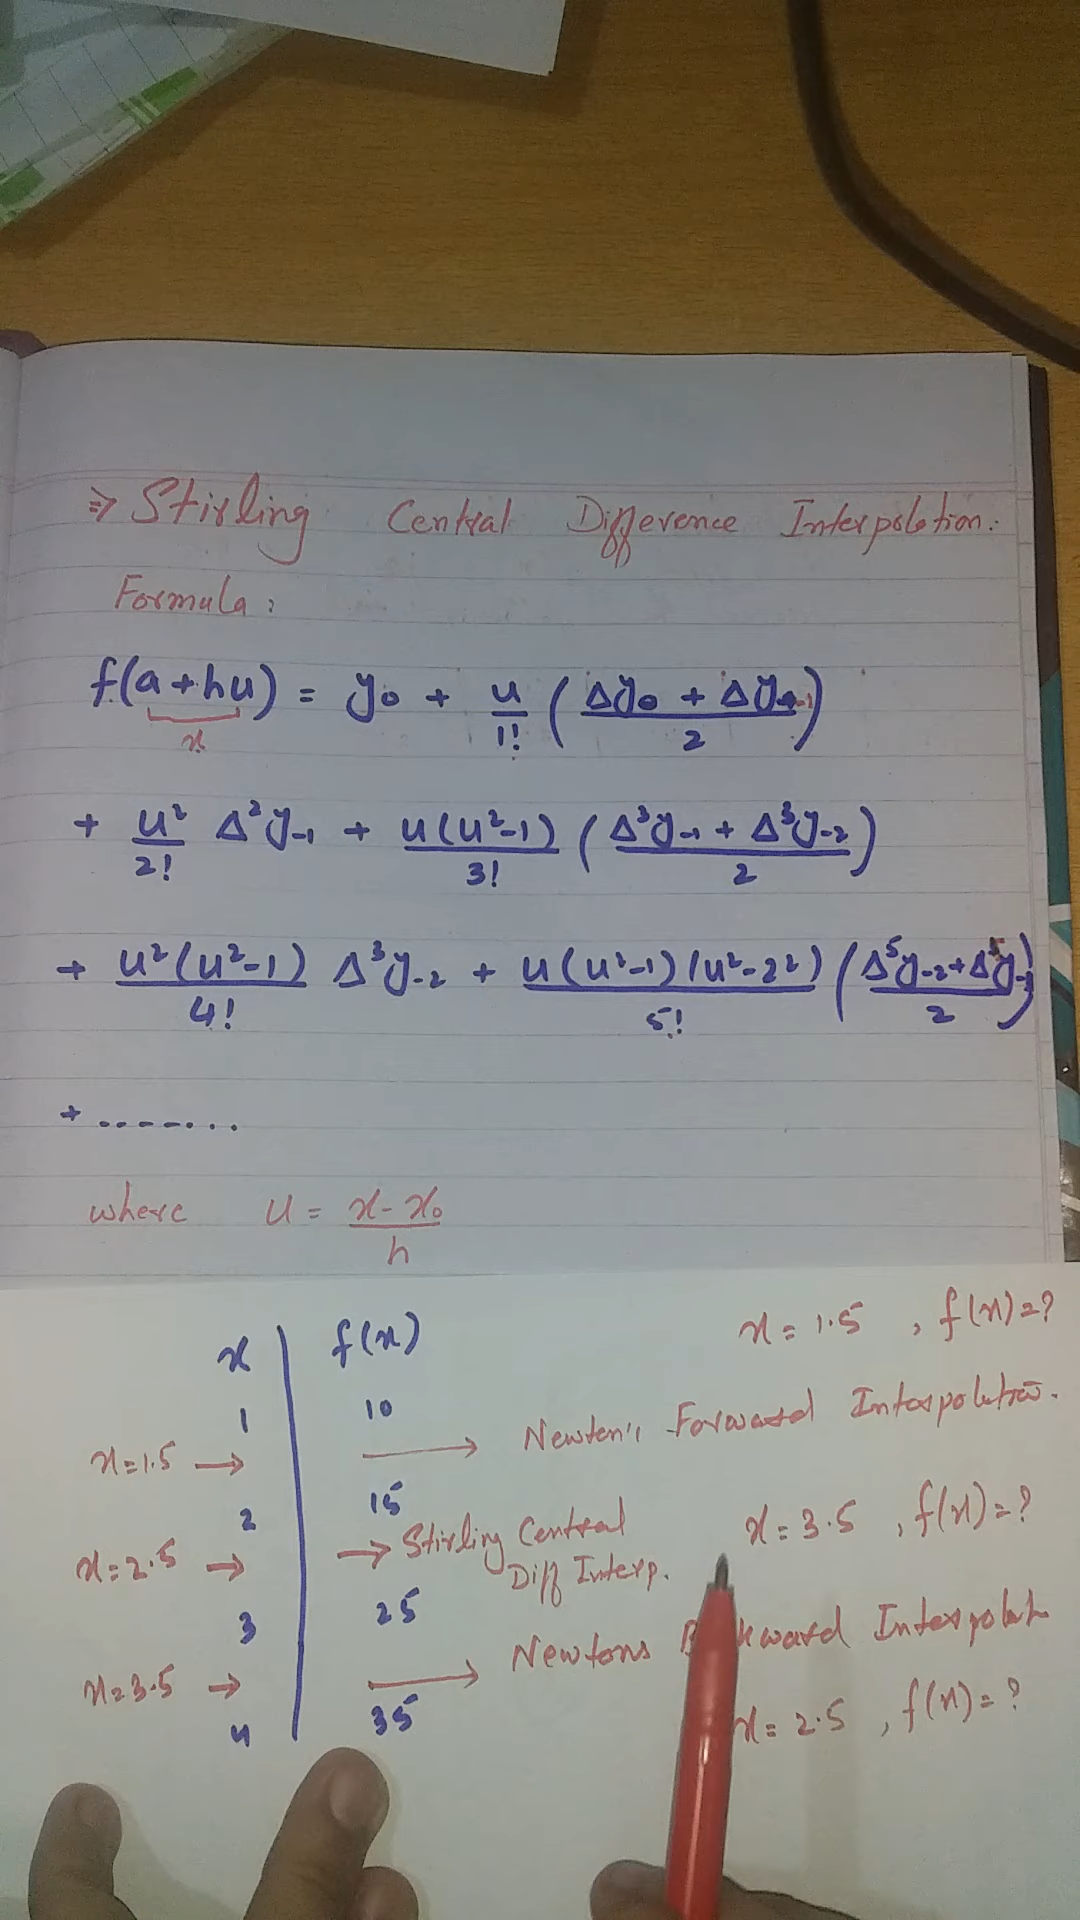 ⇒ Stirling Central Difference Interpolation.
Formula:
f(a+hu) = y₀ + u/1! ( (Δy₀ + Δy₋₁)/2 )
x
+ u²/2! Δ²y₋₁ + u(u²-1)/3! ( (Δ³y₋₁ + Δ³y₋₂)/2 )
+ u²(u²-1)/4! Δ³y₋₂ + u(u²-1)(u²-2²)/5! ( (Δ⁵y₋₂+Δ⁵y₋₃)/2 )
+ .......
where u = (x-x₀)/h
x | f(x)
x = 1.5 , f(x)=?
1 | 10
x=1.5 → → Newton's Forward Interpolation.
2 | 15
x = 3.5 , f(x)=?
x=2.5 → → Stirling Central
Diff Interp.
3 | 25
x=3.5 → → Newtons kward
4 | 35
x= 2.5 , f(x)=?